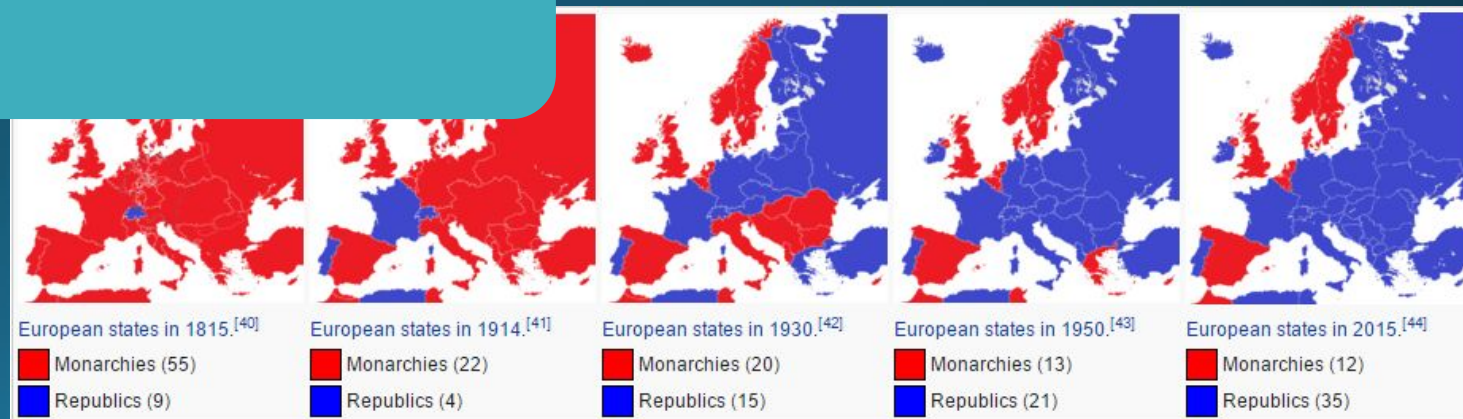 European states in 1815.[40]
Monarchies (55)
Republics (9)
European states in 1914.[41]
Monarchies (22)
Republics (4)
European states in 1930.[42]
Monarchies (20)
Republics (15)
European states in 1950.[43]
Monarchies (13)
Republics (21)
European states in 2015.[44]
Monarchies (12)
Republics (35)